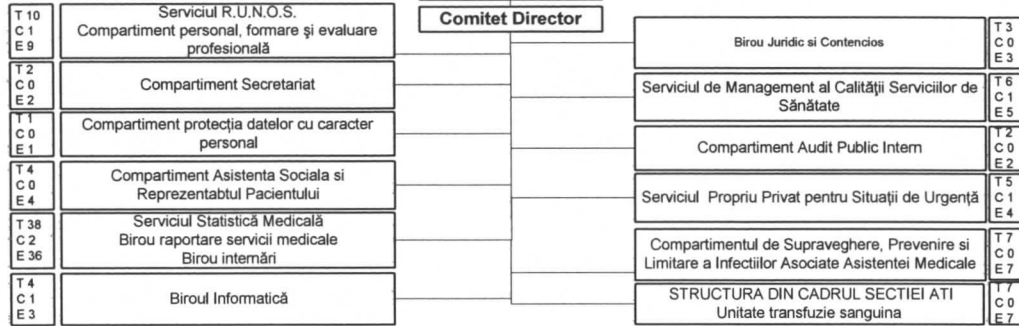 Comitet Director
T 10
C 1
E 9
Serviciul R.U.N.O.S.
Compartiment personal, formare şi evaluare
profesională
T 2
C 0
E 2
Compartiment Secretariat
T 1
C 0
E 1
Compartiment protecția datelor cu caracter
personal
T 4
C 0
E 4
Compartiment Asistenta Sociala si
Reprezentabtul Pacientului
T 38
C 2
E 36
Serviciul Statistică Medicală
Birou raportare servicii medicale
Birou internări
T 4
C 1
E 3
Biroul Informatică
Birou Juridic si Contencios
T 3
C 0
E 3
Serviciul de Management al Calităţii Serviciilor de
Sănătate
T 6
C 1
E 5
Compartiment Audit Public Intern
T 2
C 0
E 2
Serviciul Propriu Privat pentru Situaţii de Urgenţă
T 5
C 1
E 4
Compartimentul de Supraveghere, Prevenire si
Limitare a Infectiilor Asociate Asistentei Medicale
T 7
C 0
E 7
STRUCTURA DIN CADRUL SECTIEI ATI
Unitate transfuzie sanguina
T 7
C 0
E 7